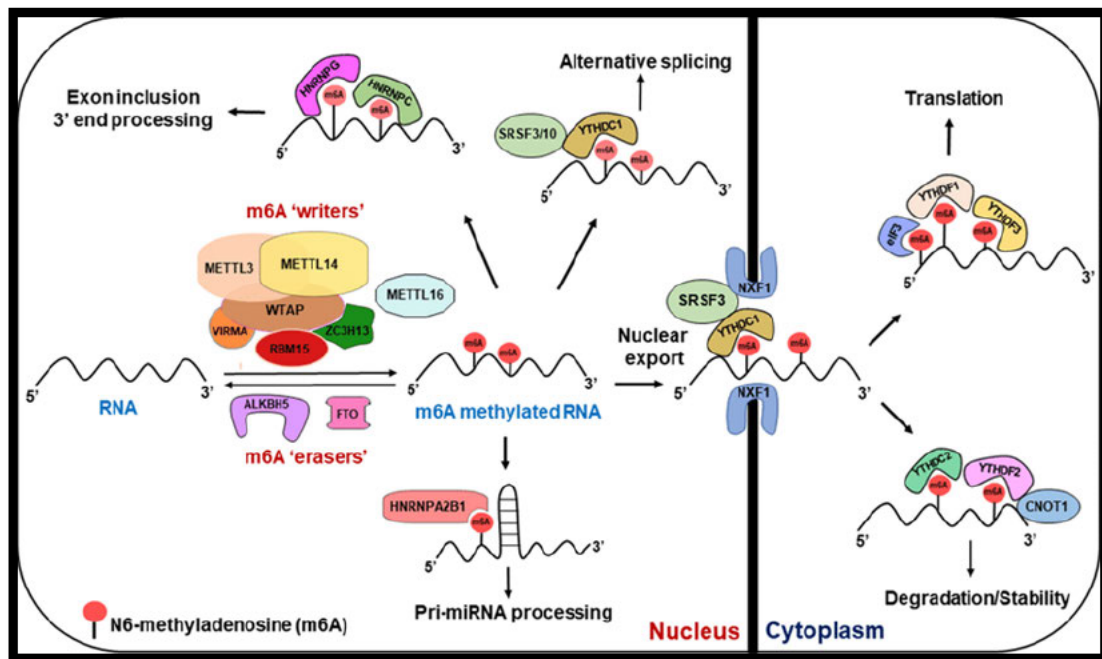 Exon inclusion
3' end processing
HNRNPG
HNRNPC
m6A
m6A
5'
3'
Alternative splicing
SRSF3/10
YTHDC1
m6A
m6A
5'
3'
Translation
YTHDF1
YTHDF3
eIF3
m6A
m6A
m6A
5'
3'
m6A 'writers'
METTL3
METTL14
METTL16
WTAP
VIRMA
ZC3H13
RBM15
5'
3'
RNA
ALKBH5
FTO
m6A 'erasers'
m6A
m6A
5'
3'
m6A methylated RNA
Nuclear
export
SRSF3
NXF1
YTHDC1
m6A
m6A
5'
3'
NXF1
HNRNPA2B1
m6A
5'
3'
Pri-miRNA processing
YTHDC2
YTHDF2
m6A
m6A
CNOT1
5'
3'
Degradation/Stability
N6-methyladenosine (m6A)
Nucleus
Cytoplasm